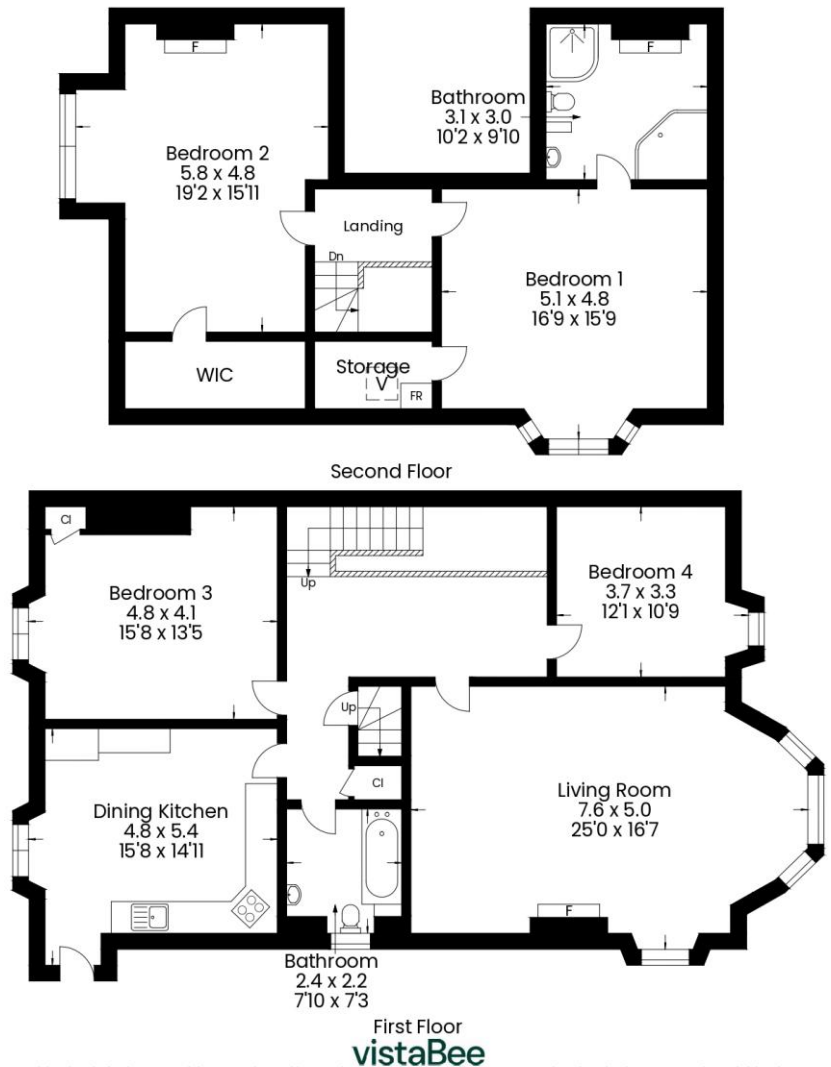 F
F
Bathroom
3.1 x 3.0
10'2 x 9'10
Bedroom 2
5.8 x 4.8
19'2 x 15'11
Landing
Dn
Bedroom 1
5.1 x 4.8
16'9 x 15'9
WIC
Storage
V
FR
Second Floor
Cl
Up
Bedroom 3
4.8 x 4.1
15'8 x 13'5
Bedroom 4
3.7 x 3.3
12'1 x 10'9
Up
Cl
Dining Kitchen
4.8 x 5.4
15'8 x 14'11
Living Room
7.6 x 5.0
25'0 x 16'7
F
Bathroom
2.4 x 2.2
7'10 x 7'3
First Floor
vistaBee